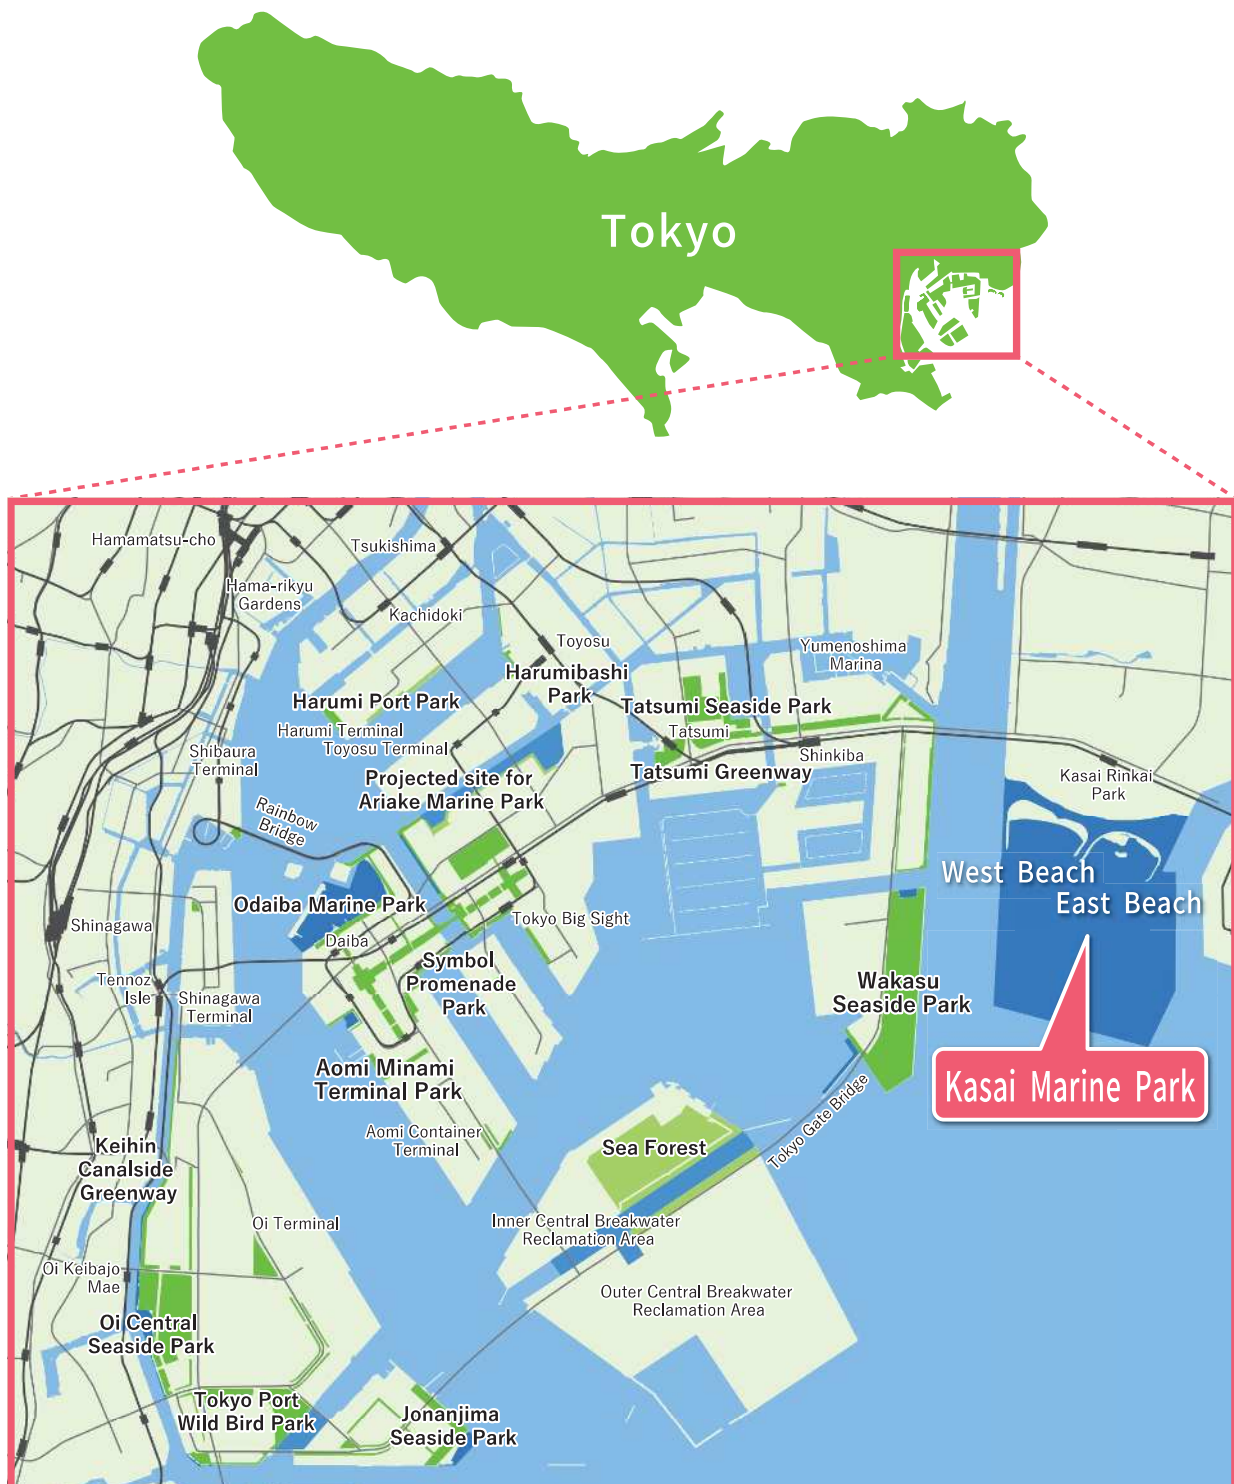 Tokyo
Hamamatsu-cho
Tsukishima
Hama-rikyu
Gardens
Kachidoki
Toyosu
Yumenoshima
Marina
Harumibashi
Park
Harumi Port Park
Tatsumi Seaside Park
Harumi Terminal
Toyosu Terminal
Tatsumi
Shibaura
Terminal
Shinkiba
Tatsumi Greenway
Kasai Rinkai
Park
Projected site for
Ariake Marine Park
Rainbow
Bridge
West Beach
East Beach
Odaiba Marine Park
Tokyo Big Sight
Shinagawa
Daiba
Symbol
Promenade
Park
Tennoz
Isle
Shinagawa
Terminal
Wakasu
Seaside Park
Aomi Minami
Terminal Park
Kasai Marine Park
Tokyo Gate Bridge
Aomi Container
Terminal
Sea Forest
Keihin
Canalside
Greenway
Oi Terminal
Inner Central Breakwater
Reclamation Area
Oi Keibajo
Mae
Outer Central Breakwater
Reclamation Area
Oi Central
Seaside Park
Tokyo Port
Wild Bird Park
Jonanjima
Seaside Park